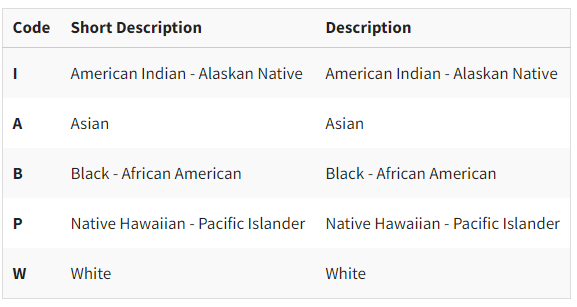 Code Short Description Description
I American Indian - Alaskan Native American Indian - Alaskan Native
A Asian Asian
B Black - African American Black - African American
P Native Hawaiian - Pacific Islander Native Hawaiian - Pacific Islander
W White White